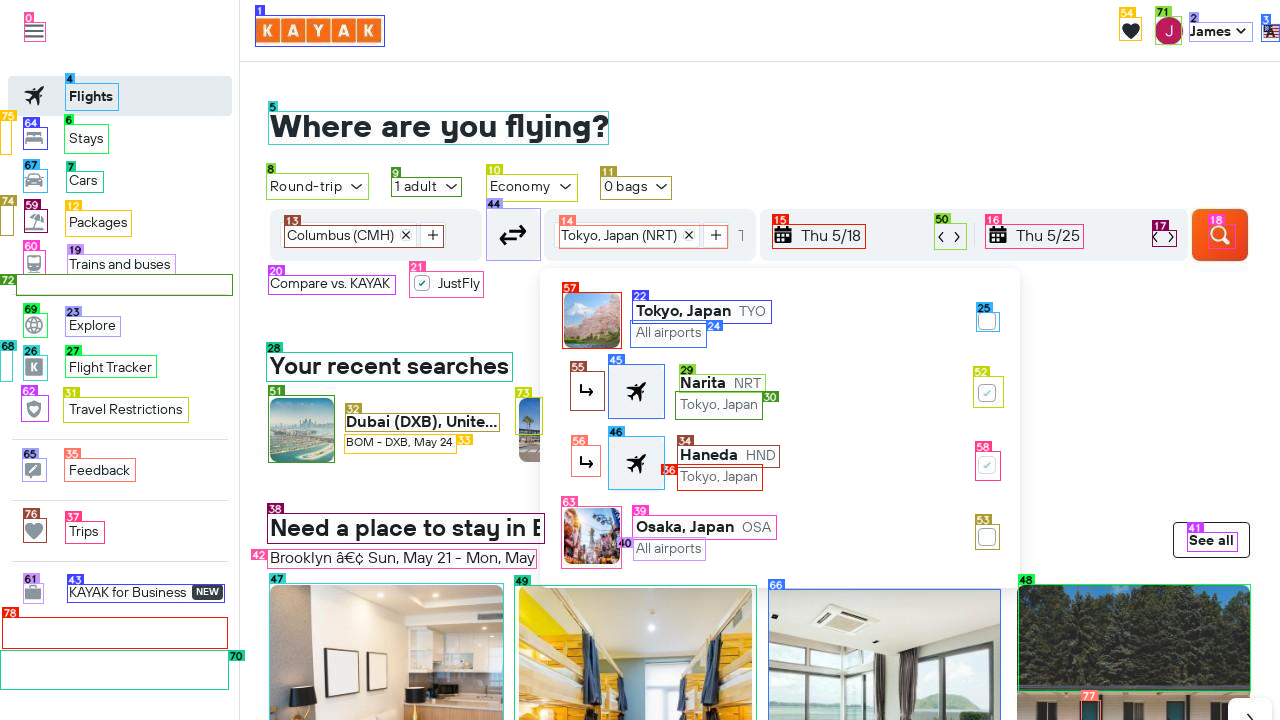 KAYAK
James
Flights
Stays
Cars
Packages
Trains and buses
Explore
Flight Tracker
Travel Restrictions
Feedback
Trips
KAYAK for Business NEW
Where are you flying?
Round-trip
1 adult
Economy
0 bags
Columbus (CMH)
Tokyo, Japan (NRT)
Thu 5/18
Thu 5/25
Compare vs. KAYAK
JustFly
Tokyo, Japan TYO
All airports
Narita NRT
Tokyo, Japan
Haneda HND
Tokyo, Japan
Osaka, Japan OSA
All airports
Your recent searches
Dubai (DXB), Unite...
BOM - DXB, May 24
Need a place to stay in
Brooklyn â€¢ Sun, May 21 - Mon, May
See all